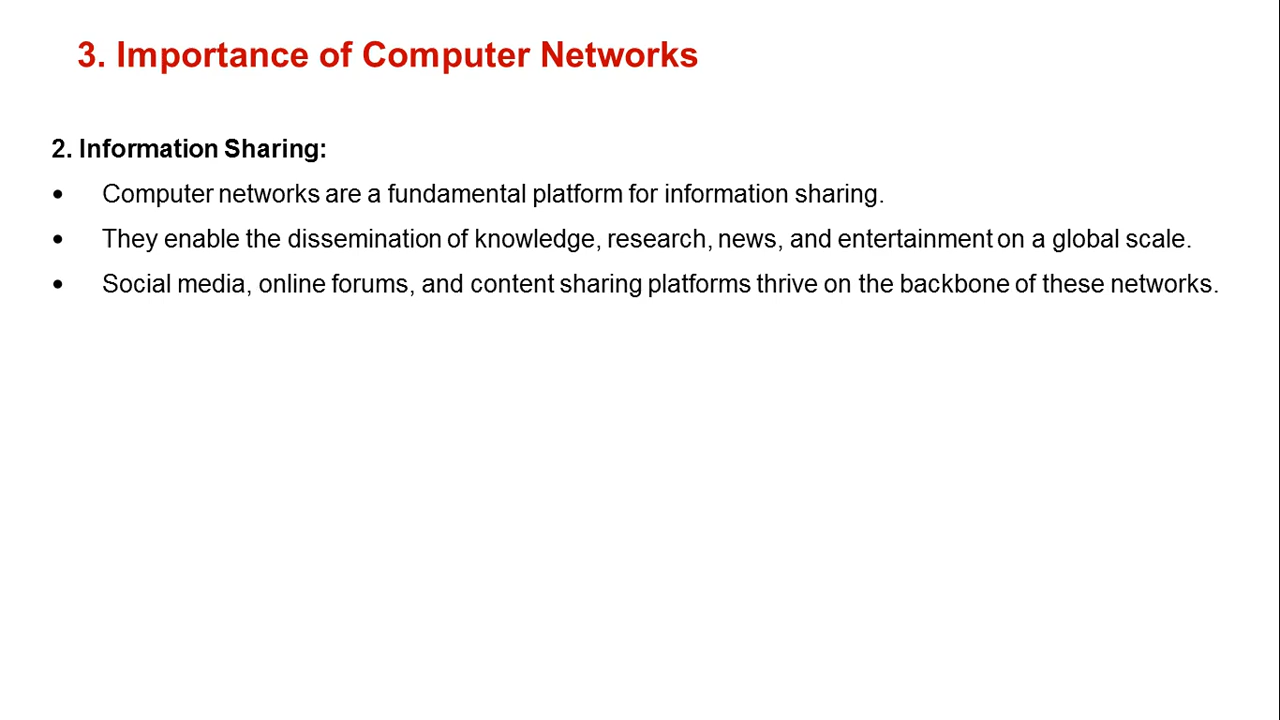 3. Importance of Computer Networks
2. Information Sharing:
• Computer networks are a fundamental platform for information sharing.
• They enable the dissemination of knowledge, research, news, and entertainment on a global scale.
• Social media, online forums, and content sharing platforms thrive on the backbone of these networks.